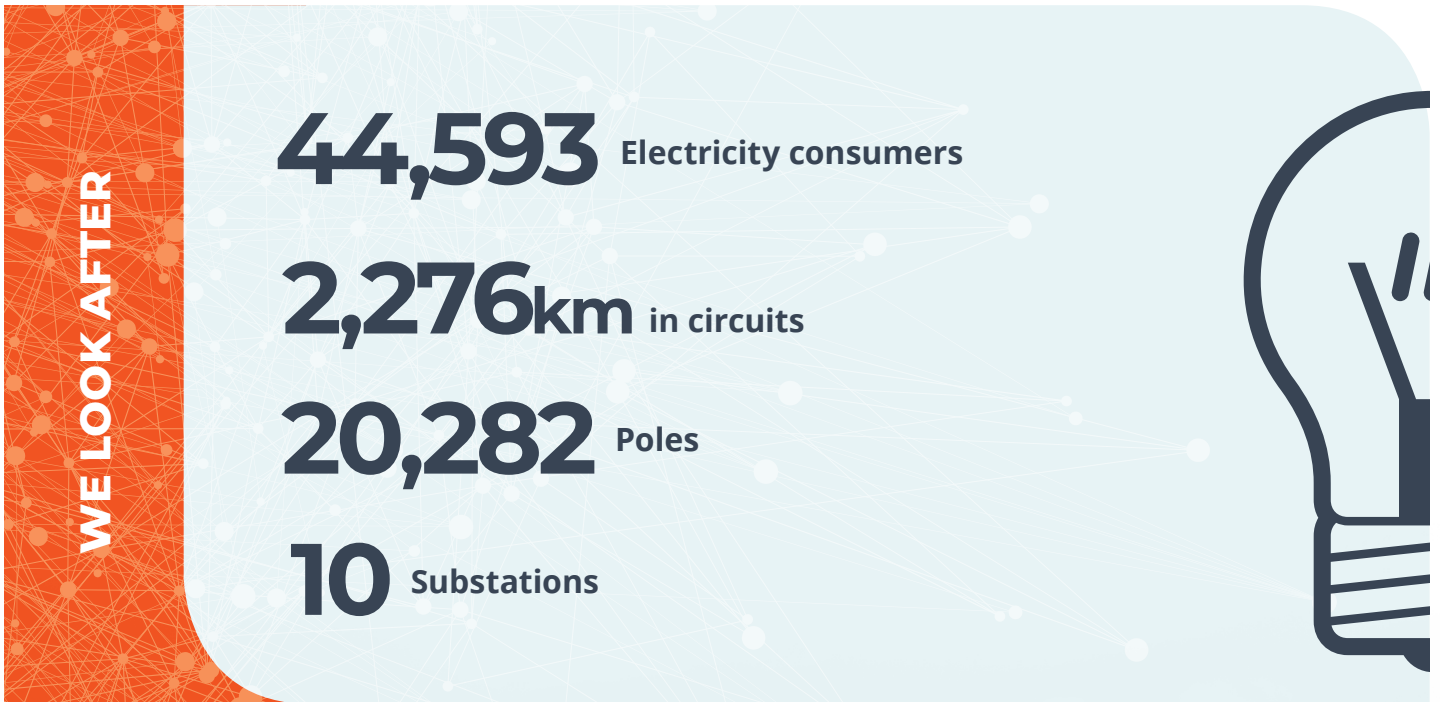 WE LOOK AFTER
44,593 Electricity consumers
2,276km in circuits
20,282 Poles
10 Substations